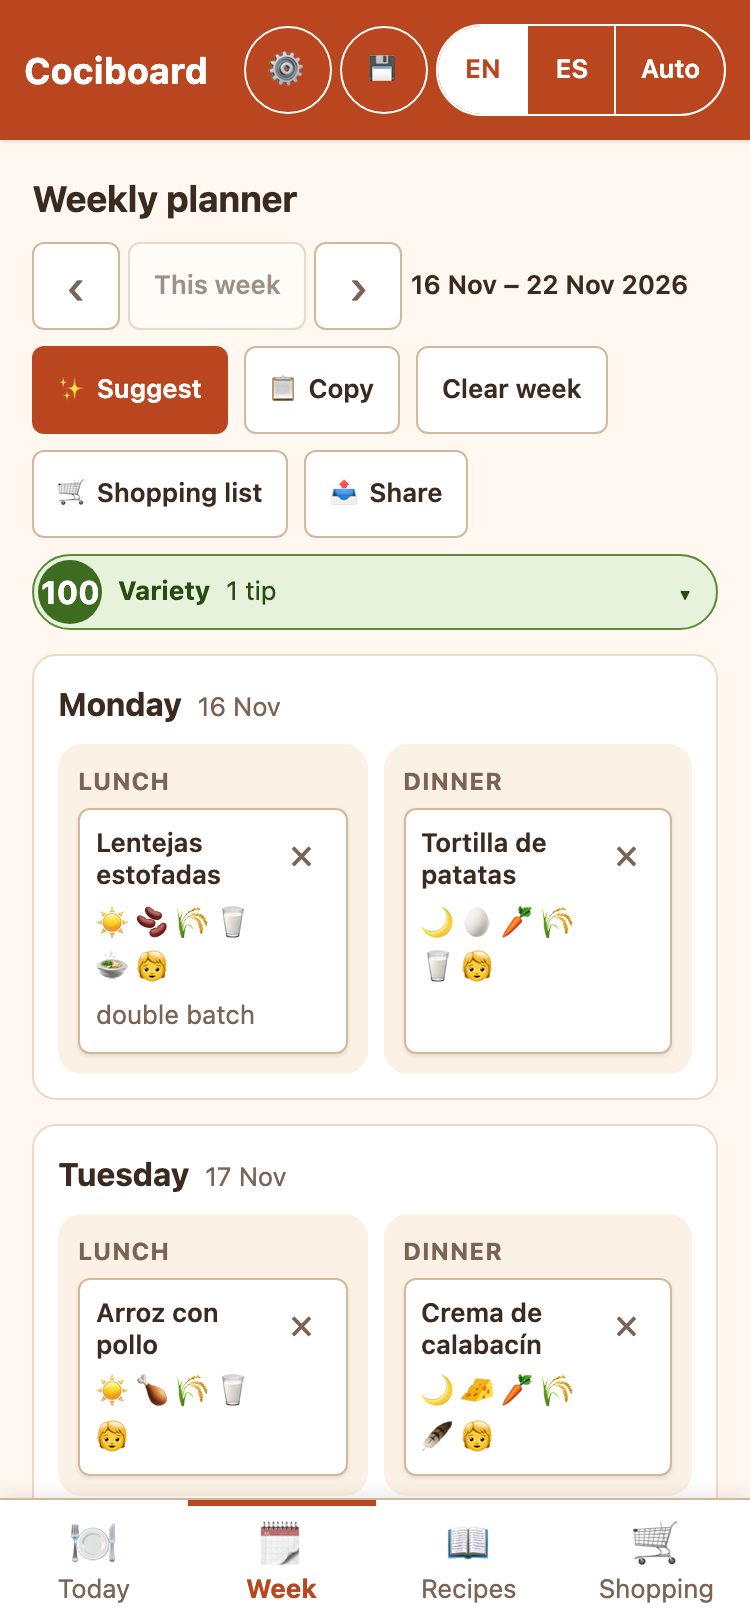 Cociboard
EN ES Auto
Weekly planner
‹ This week › 16 Nov – 22 Nov 2026
Suggest Copy Clear week
Shopping list Share
100 Variety 1 tip ▼
Monday 16 Nov
LUNCH
Lentejas
estofadas
double batch
DINNER
Tortilla de
patatas
Tuesday 17 Nov
LUNCH
Arroz con
pollo
DINNER
Crema de
calabacín
Today Week Recipes Shopping